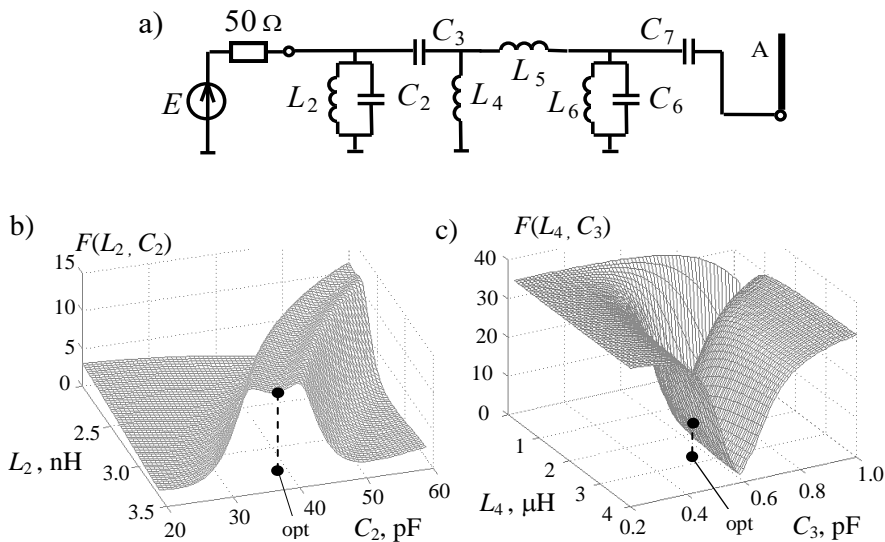 a)
50 Ω
E
L2
C2
C3
L4
L5
L6
C6
C7
A
b)
F(L2, C2)
15
10
5
0
2.5
3.0
3.5
L2, nH
20
30
40
50
60
opt
C2, pF
c)
F(L4, C3)
40
30
20
10
0
1
2
3
4
L4, μH
0.2
0.4
0.6
0.8
1.0
opt
C3, pF